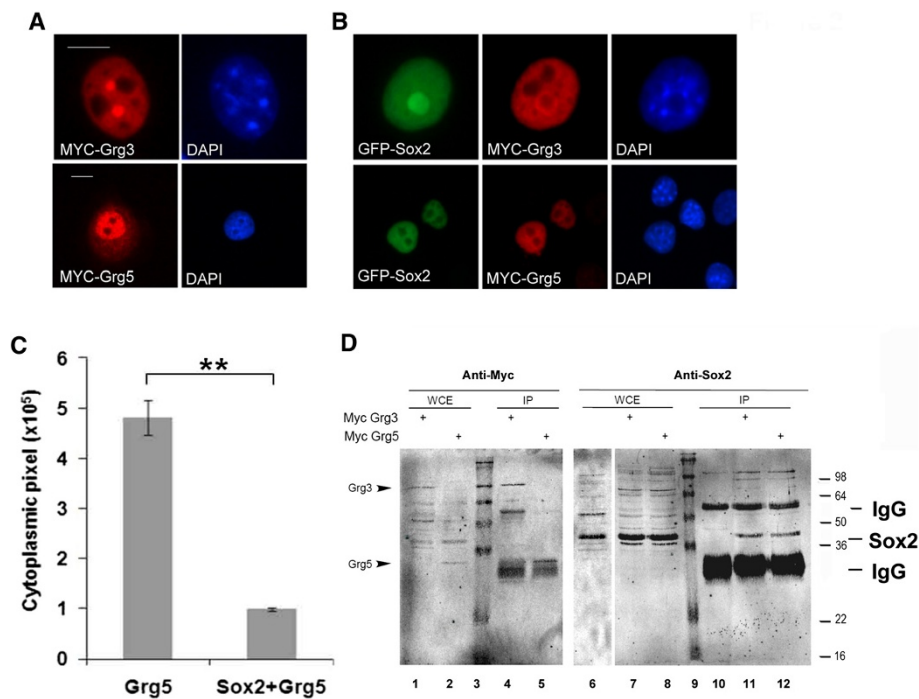 A
B
MYC-Grg3
DAPI
GFP-Sox2
MYC-Grg3
DAPI
MYC-Grg5
DAPI
GFP-Sox2
MYC-Grg5
DAPI
C
Cytoplasmic pixel (x10⁵)
6
5
4
3
2
1
0
**
Grg5
Sox2+Grg5
D
Anti-Myc
Anti-Sox2
WCE
IP
WCE
IP
Myc Grg3 + + + +
Myc Grg5 + + + +
Grg3
Grg5
98
64
50
36
22
16
IgG
Sox2
IgG
1 2 3 4 5 6 7 8 9 10 11 12